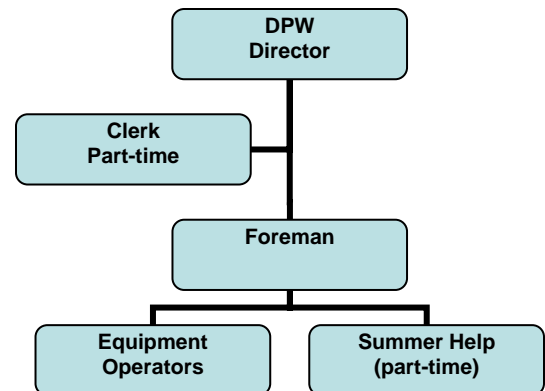 DPW
Director
Clerk
Part-time
Foreman
Equipment
Operators
Summer Help
(part-time)